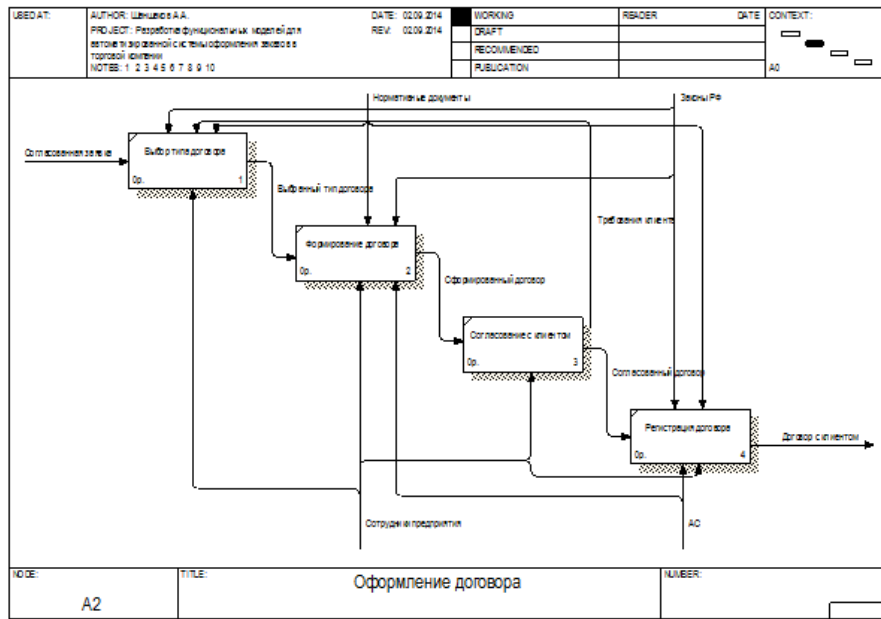 USED AT:
AUTHOR: Шаншаков А.А.
DATE: 02.09.2014
WORKING
READER
DATE
CONTEXT:
PROJECT: Разработка функциональных моделей для
REV: 02.09.2014
DRAFT
автоматизированной системы оформления заказов в
RECOMMENDED
торговой компании
NOTES: 1 2 3 4 5 6 7 8 9 10
PUBLICATION
A0
Нормативные документы
Законы РФ
Согласованная заявка
Выбор типа договора
0р.
1
Выбранный тип договора
Требования клиента
Формирование договора
0р.
2
Сформированный договор
Согласование с клиентом
0р.
3
Согласованный договор
Регистрация договора
0р.
4
Договор с клиентом
Сотрудники предприятия
АС
NODE:
TITLE:
NUMBER:
Оформление договора
A2